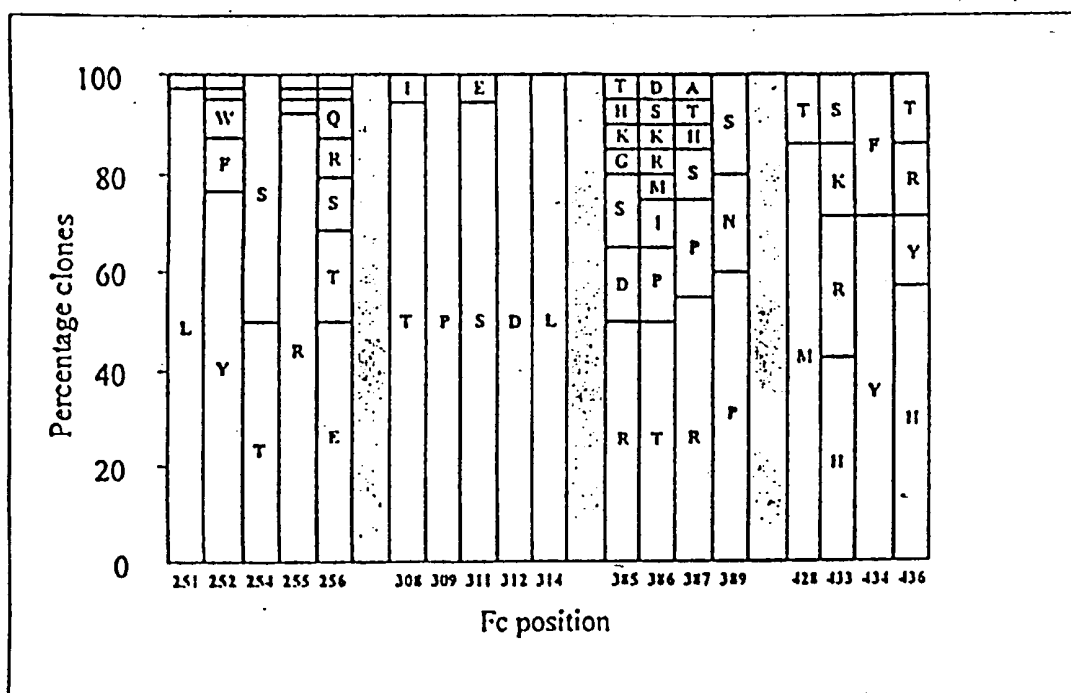 100
I E T D A
W Q H S T S T S T
K K H
F R G R F
80 M S K R
S S S I N
P Y
60 T D P R
T P S D L
L R M
Percentage clones
40 Y Y
P H
T E R T R H
20
0
251 252 254 255 256 308 309 311 312 314 385 386 387 389 428 433 434 436
Fc position